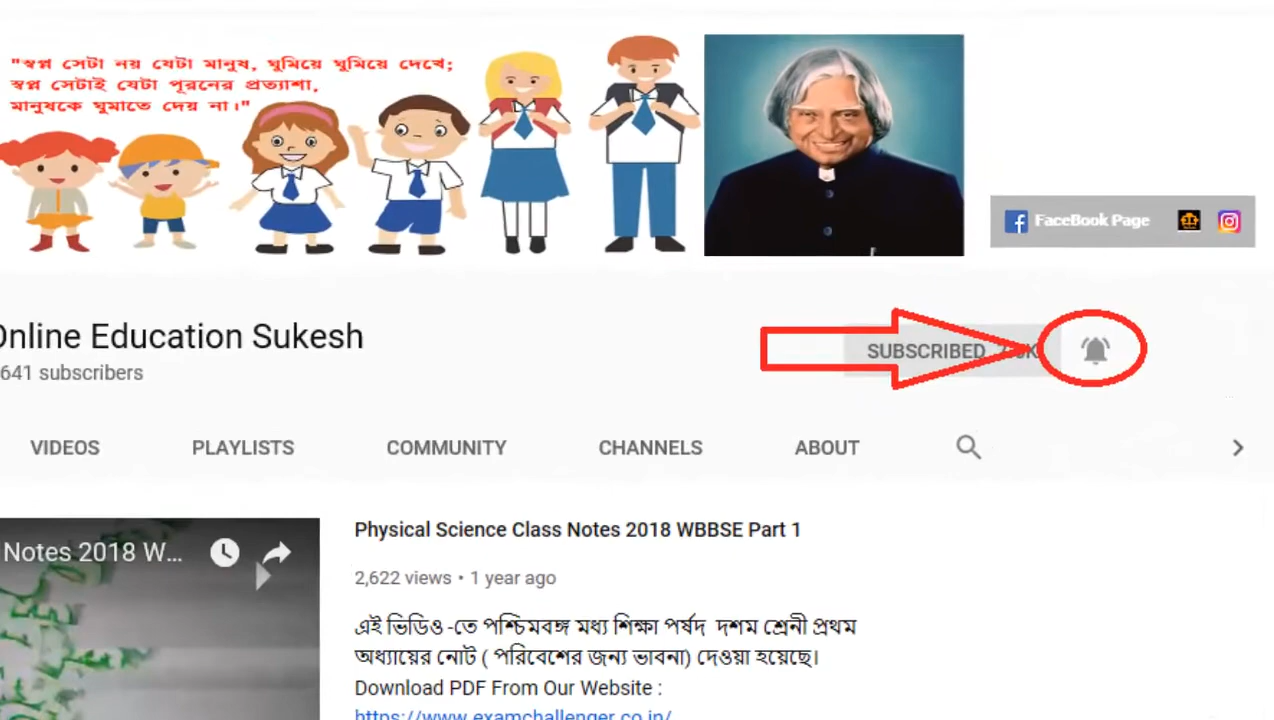 "স্বপ্ন সেটা নয় যেটা মানুষ, ঘুমিয়ে ঘুমিয়ে দেখে;
স্বপ্ন সেটাই যেটা পূরনের প্রত্যাশা,
মানুষকে ঘুমাতে দেয় না।"
FaceBook Page
Online Education Sukesh
641 subscribers
SUBSCRIBED
VIDEOS PLAYLISTS COMMUNITY CHANNELS ABOUT
Physical Science Class Notes 2018 WBBSE Part 1
Notes 2018 W...
2,622 views • 1 year ago
এই ভিডিও -তে পশ্চিমবঙ্গ মধ্য শিক্ষা পর্ষদ দশম শ্রেনী প্রথম
অধ্যায়ের নোট ( পরিবেশের জন্য ভাবনা) দেওয়া হয়েছে।
Download PDF From Our Website :
https://www.examchallenger.co.in/